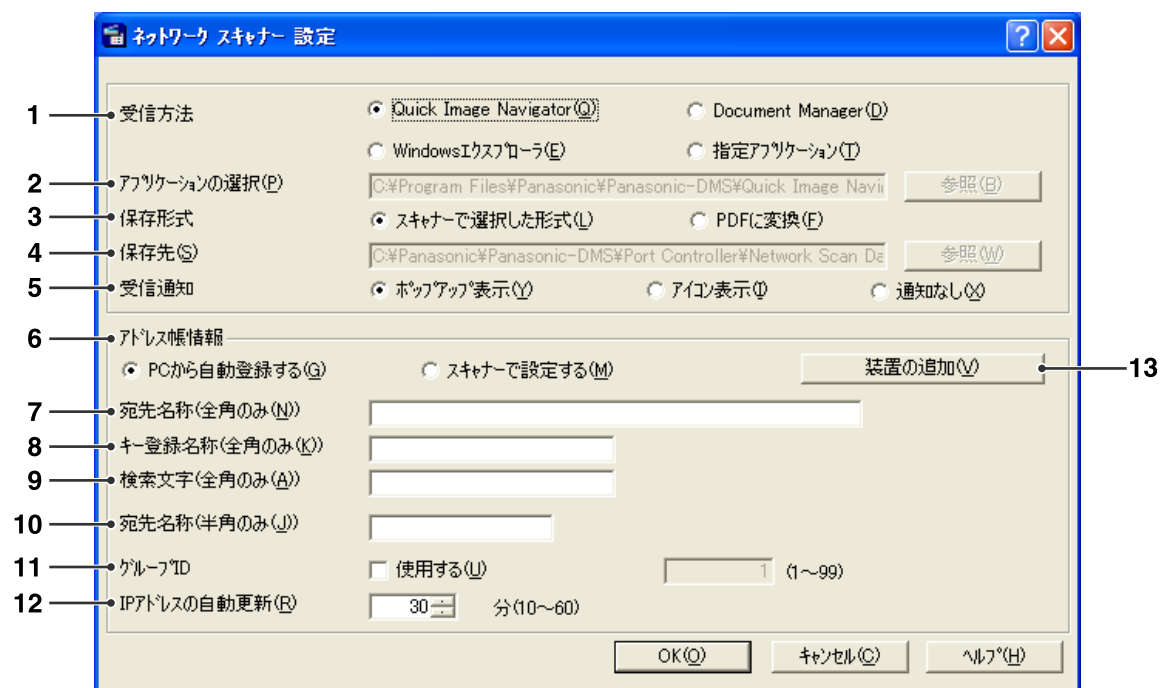 ネットワーク スキャナー 設定
1 受信方法 Quick Image Navigator(Q) Document Manager(D)
Windowsエクスプローラ(E) 指定アプリケーション(T)
2 アプリケーションの選択(P) C:¥Program Files¥Panasonic¥Panasonic-DMS¥Quick Image Navi 参照(B)
3 保存形式 スキャナーで選択した形式(L) PDFに変換(F)
4 保存先(S) C:¥Panasonic¥Panasonic-DMS¥Port Controller¥Network Scan Da 参照(W)
5 受信通知 ポップアップ表示(Y) アイコン表示(I) 通知なし(X)
6 アドレス帳情報
PCから自動登録する(G) スキャナーで設定する(M) 装置の追加(V) 13
7 宛先名称(全角のみ(N))
8 キー登録名称(全角のみ(K))
9 検索文字(全角のみ(A))
10 宛先名称(半角のみ(J))
11 グループID 使用する(U) 1 (1～99)
12 IPアドレスの自動更新(R) 30 分(10～60)
OK(O) キャンセル(C) ヘルプ(H)